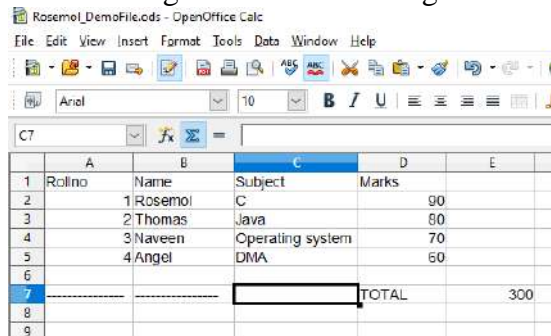 Rosemol_DemoFile.ods - OpenOffice Calc
File Edit View Insert Format Tools Data Window Help
Arial 10 B I U
C7
A B C D E
1 Rollno Name Subject Marks
2 1 Rosemol C 90
3 2 Thomas Java 80
4 3 Naveen Operating system 70
5 4 Angel DMA 60
6
7 ---------------- ------------------ TOTAL 300
8
9